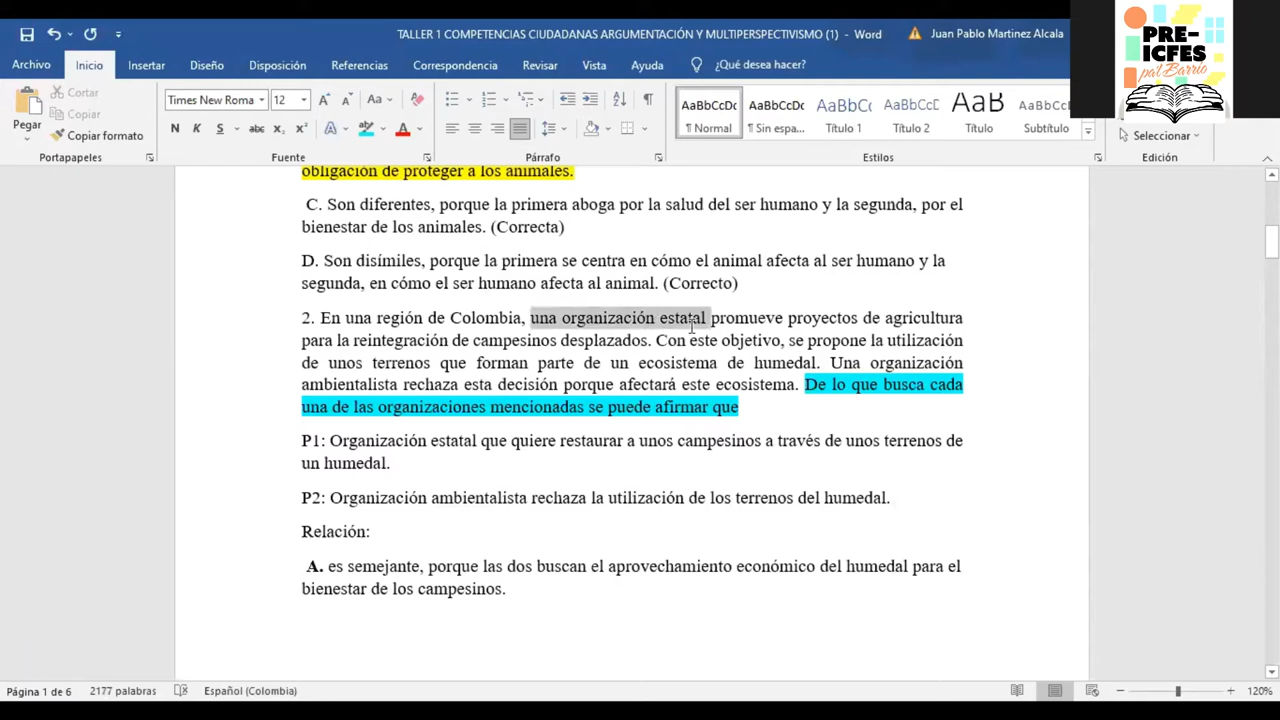 TALLER 1 COMPETENCIAS CIUDADANAS ARGUMENTACIÓN Y MULTIPERSPECTIVISMO (1) - Word
Juan Pablo Martinez Alcala
PRE-
ICFES
pal Barrio
Archivo Inicio Insertar Diseño Disposición Referencias Correspondencia Revisar Vista Ayuda ¿Qué desea hacer?
Pegar
Cortar
Copiar
Copiar formato
Times New Roma 12
N K S abc x₂ x²
AaBbCcDc AaBbCcDc AaBbCcD AaBbCcD AaB AaBbCcD
¶ Normal ¶ Sin espa... Título 1 Título 2 Título Subtítulo
Seleccionar
Portapapeles Fuente Párrafo Estilos Edición
obligación de proteger a los animales.
C. Son diferentes, porque la primera aboga por la salud del ser humano y la segunda, por el
bienestar de los animales. (Correcta)
D. Son disímiles, porque la primera se centra en cómo el animal afecta al ser humano y la
segunda, en cómo el ser humano afecta al animal. (Correcto)
2. En una región de Colombia, una organización estatal promueve proyectos de agricultura
para la reintegración de campesinos desplazados. Con este objetivo, se propone la utilización
de unos terrenos que forman parte de un ecosistema de humedal. Una organización
ambientalista rechaza esta decisión porque afectará este ecosistema. De lo que busca cada
una de las organizaciones mencionadas se puede afirmar que
P1: Organización estatal que quiere restaurar a unos campesinos a través de unos terrenos de
un humedal.
P2: Organización ambientalista rechaza la utilización de los terrenos del humedal.
Relación:
A. es semejante, porque las dos buscan el aprovechamiento económico del humedal para el
bienestar de los campesinos.
Página 1 de 6 2177 palabras Español (Colombia) 120%